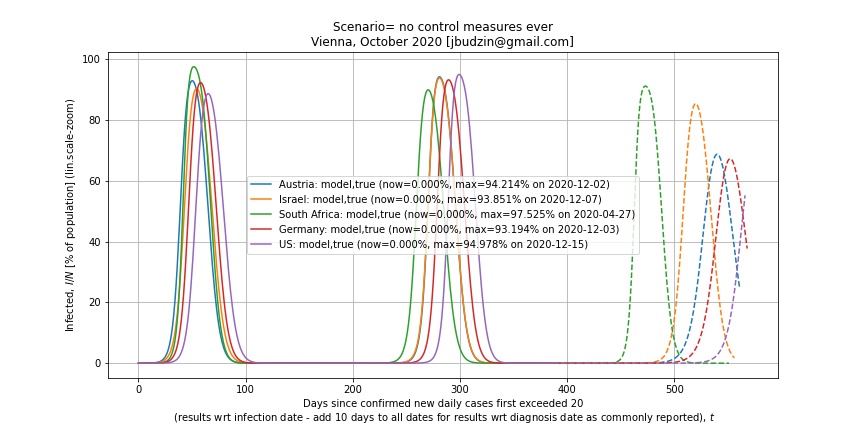 Scenario= no control measures ever
Vienna, October 2020 [jbudzin@gmail.com]
100
80
60
40
20
0
Infected, I/N [% of population] (lin.scale-zoom)
Austria: model,true (now=0.000%, max=94.214% on 2020-12-02)
Israel: model,true (now=0.000%, max=93.851% on 2020-12-07)
South Africa: model,true (now=0.000%, max=97.525% on 2020-04-27)
Germany: model,true (now=0.000%, max=93.194% on 2020-12-03)
US: model,true (now=0.000%, max=94.978% on 2020-12-15)
0 100 200 300 400 500
Days since confirmed new daily cases first exceeded 20
(results wrt infection date - add 10 days to all dates for results wrt diagnosis date as commonly reported), t